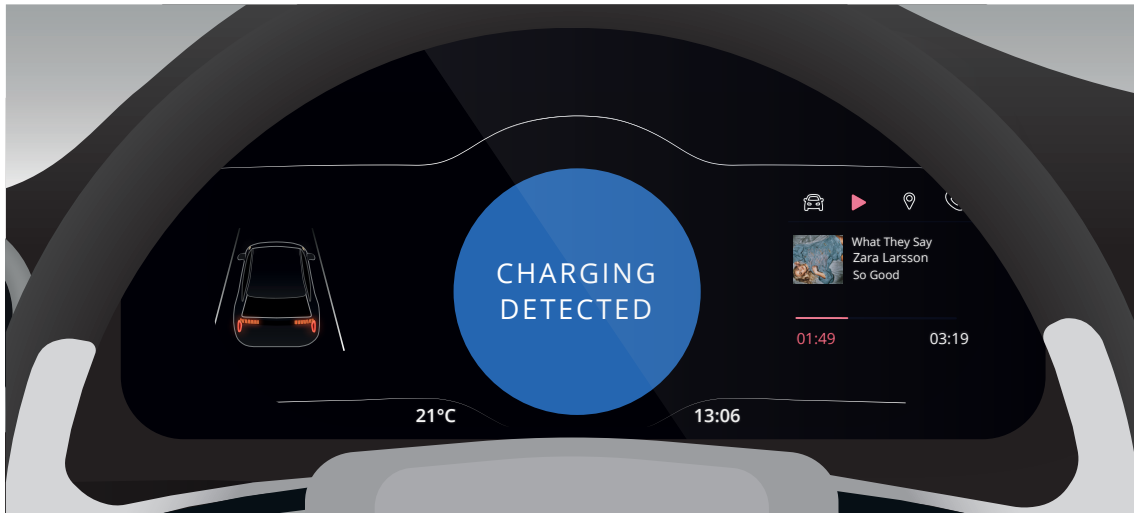 CHARGING
DETECTED
What They Say
Zara Larsson
So Good
01:49
03:19
21°C
13:06